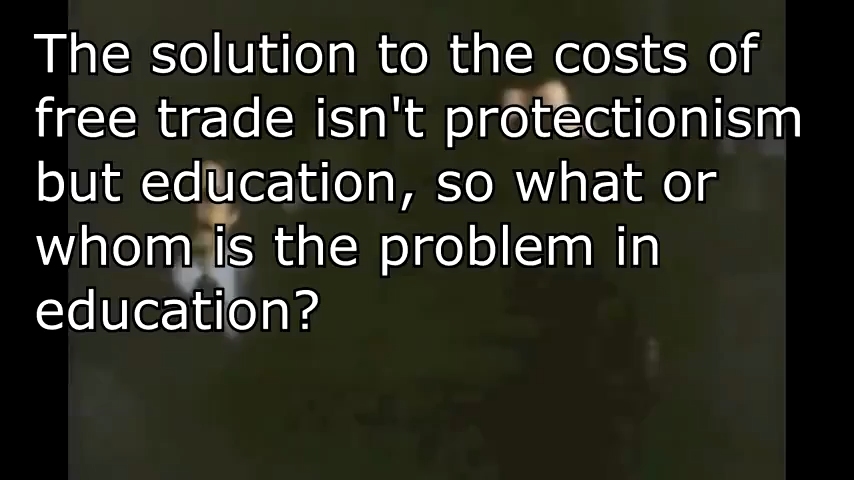 The solution to the costs of
free trade isn't protectionism
but education, so what or
whom is the problem in
education?